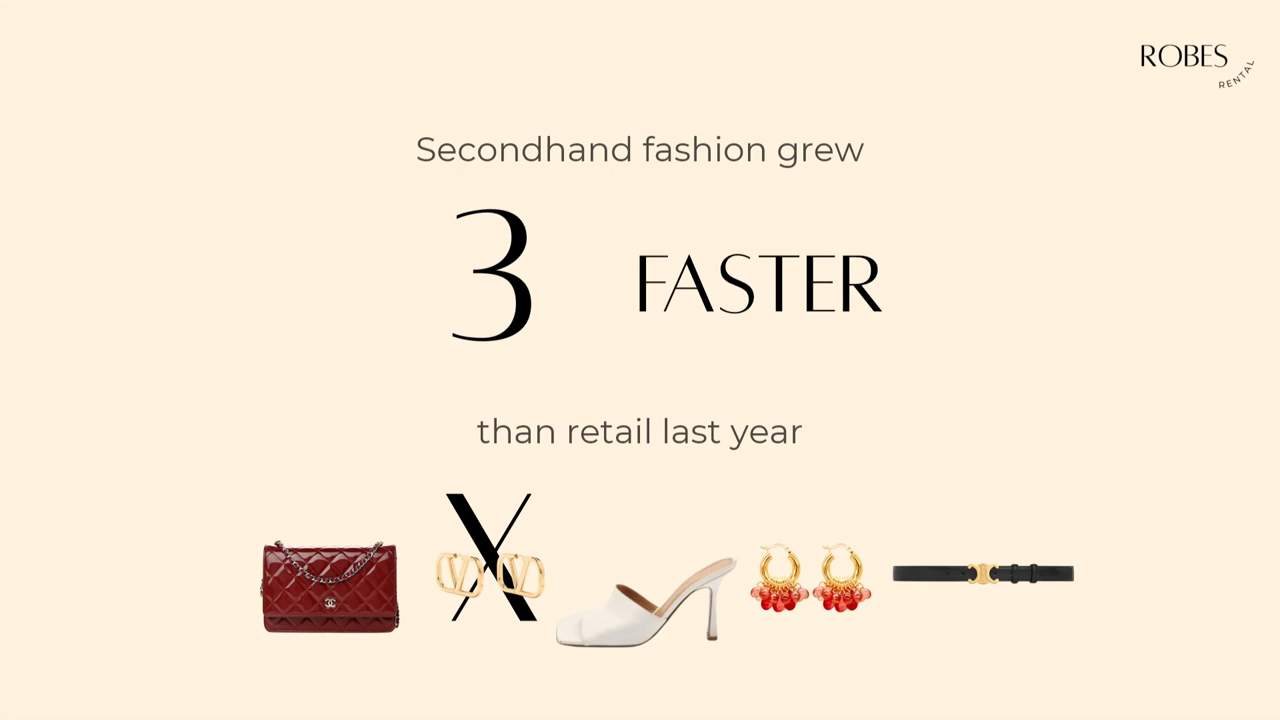 ROBES
RENTAL
Secondhand fashion grew
3 FASTER
than retail last year
X